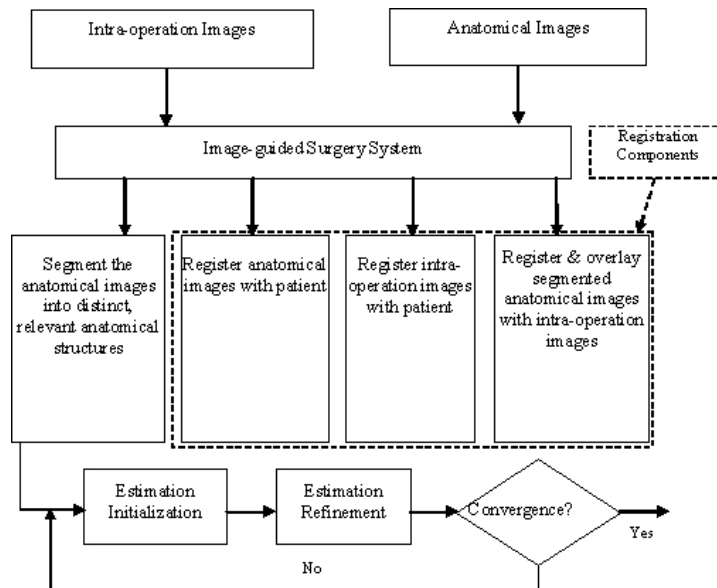 Intra-operation Images
Anatomical Images
Image-guided Surgery System
Registration
Components
Segment the
anatomical images
into distinct,
relevant anatomical
structures
Register anatomical
images with patient
Register intra-
operation images
with patient
Register & overlay
segmented
anatomical images
with intra-operation
images
Estimation
Initialization
Estimation
Refinement
Convergence?
Yes
No